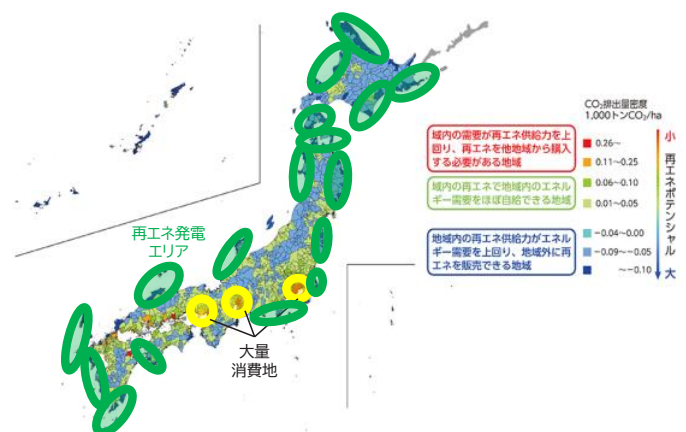 再エネ発電
エリア
大量
消費地
CO₂排出量密度
1,000トンCO₂/ha
域内の需要が再エネ供給力を上
回り、再エネを他地域から購入
する必要がある地域
域内の再エネで地域内のエネル
ギー需要をほぼ自給できる地域
地域内の再エネ供給力がエネル
ギー需要を上回り、地域外に再
エネを販売できる地域
0.26～
0.11～0.25
0.06～0.10
0.01～0.05
－0.04～0.00
－0.09～－0.05
～－0.10
小
再エネポテンシャル
大